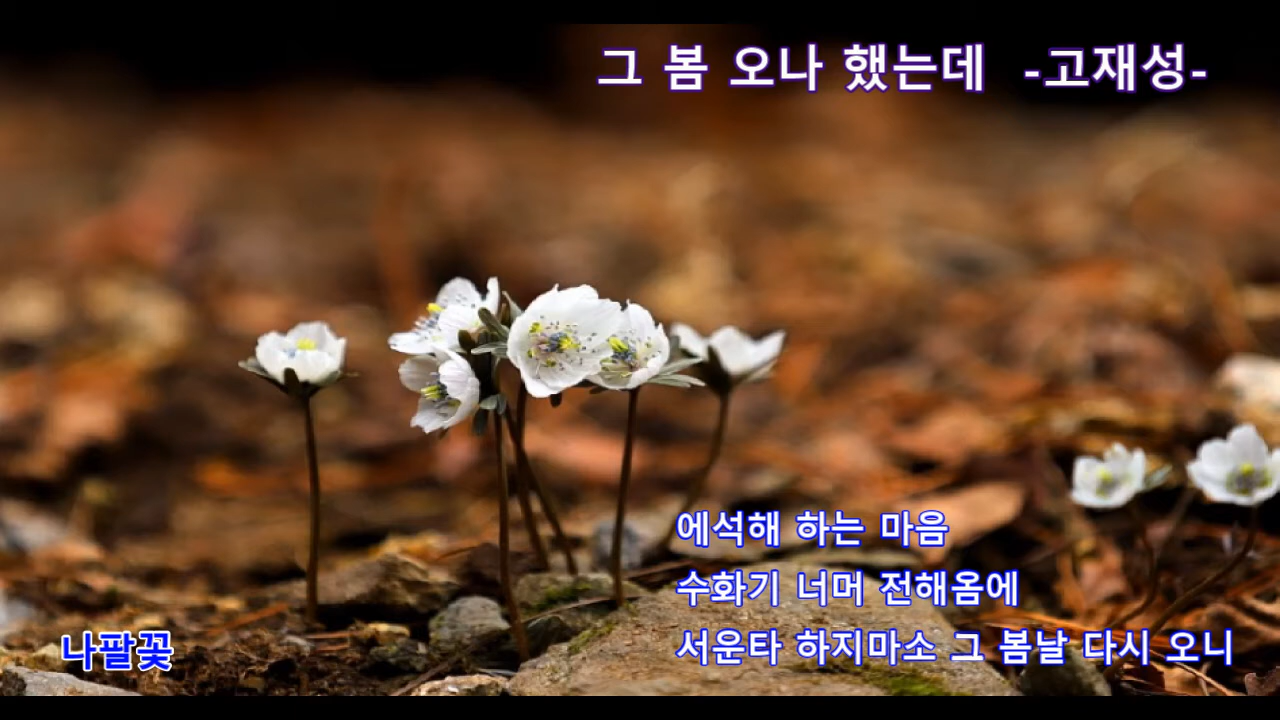 그 봄 오나 했는데 -고재성-
에석해 하는 마음
수화기 너머 전해옴에
서운타 하지마소 그 봄날 다시 오니
나팔꽃